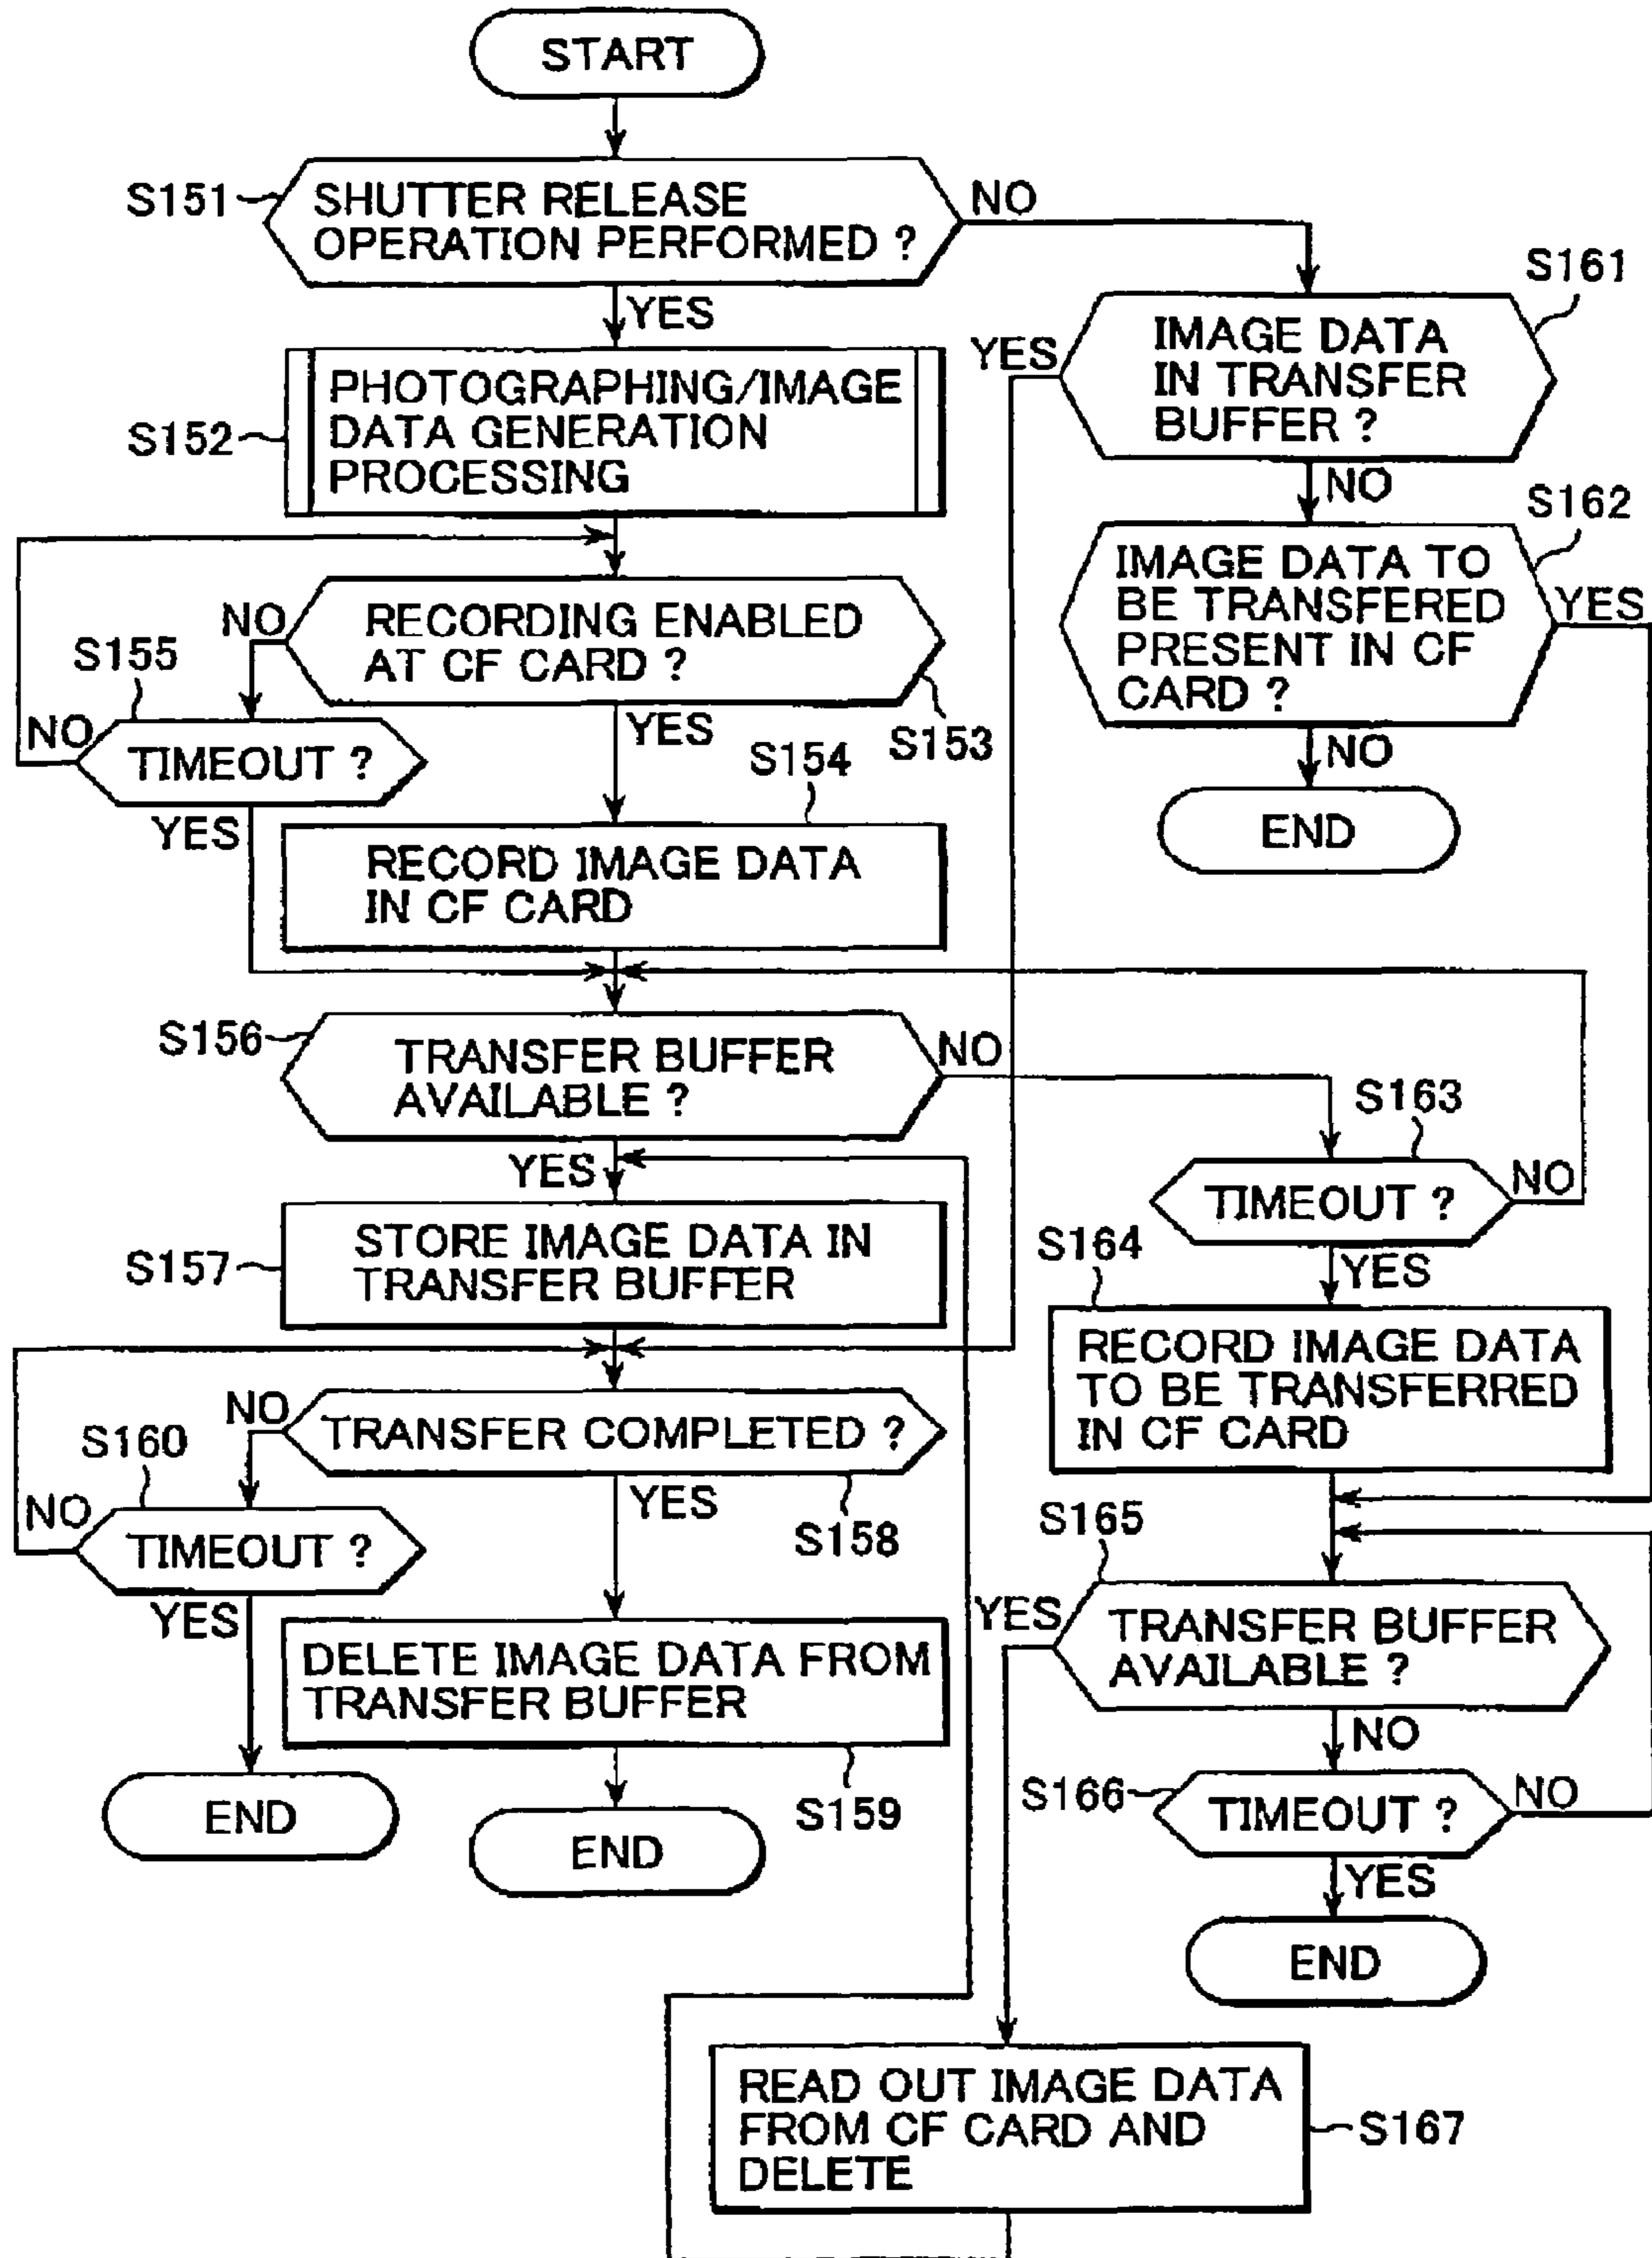 START
S151
SHUTTER RELEASE
OPERATION PERFORMED ?
NO
YES
S152
PHOTOGRAPHING/IMAGE
DATA GENERATION
PROCESSING
S161
IMAGE DATA
IN TRANSFER
BUFFER ?
YES
NO
S162
IMAGE DATA TO
BE TRANSFERED
PRESENT IN CF
CARD ?
YES
NO
END
RECORDING ENABLED
AT CF CARD ?
NO
S153
YES
S155
TIMEOUT ?
NO
YES
S154
RECORD IMAGE DATA
IN CF CARD
S156
TRANSFER BUFFER
AVAILABLE ?
NO
YES
S163
TIMEOUT ?
NO
YES
S157
STORE IMAGE DATA IN
TRANSFER BUFFER
S164
RECORD IMAGE DATA
TO BE TRANSFERRED
IN CF CARD
TRANSFER COMPLETED ?
NO
S158
YES
S160
TIMEOUT ?
NO
YES
END
DELETE IMAGE DATA FROM
TRANSFER BUFFER
S159
END
S165
TRANSFER BUFFER
AVAILABLE ?
YES
NO
S166
TIMEOUT ?
NO
YES
END
READ OUT IMAGE DATA
FROM CF CARD AND
DELETE
S167